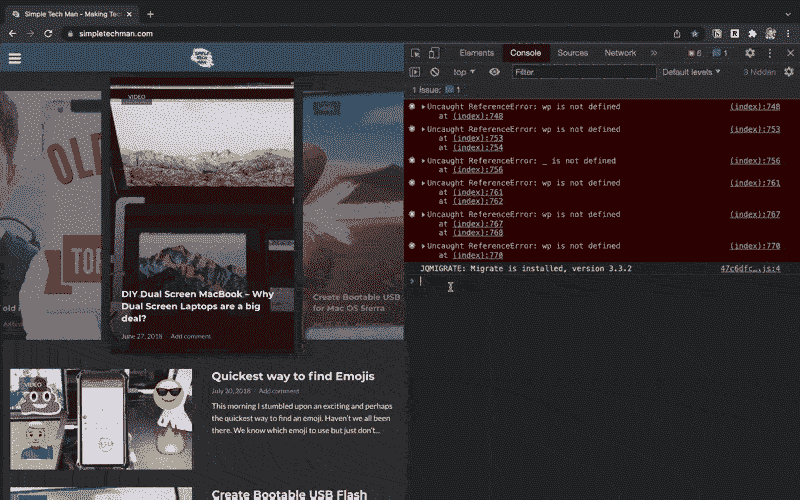 Simple Tech Man - Making Tec
simpletechman.com
SIMPLE
TECH
MAN
Elements
Console
Sources
Network
6
1
top
Filter
Default levels
3 hidden
1 Issue: 1
Uncaught ReferenceError: wp is not defined
(index):748
at (index):748
Uncaught ReferenceError: wp is not defined
(index):753
at (index):753
at (index):754
Uncaught ReferenceError: _ is not defined
(index):756
at (index):756
Uncaught ReferenceError: wp is not defined
(index):761
at (index):761
at (index):762
Uncaught ReferenceError: wp is not defined
(index):767
at (index):767
at (index):768
Uncaught ReferenceError: wp is not defined
(index):770
at (index):770
JQMIGRATE: Migrate is installed, version 3.3.2
47c6dfc….js:4
VIDEO
OLD
TOP
old
DIY Dual Screen MacBook – Why
Dual Screen Laptops are a big
deal?
June 27, 2018
Add comment
Create Bootable USB
for Mac OS Sierra
VIDEO
Quickest way to find Emojis
July 30, 2018
Add comment
This morning I stumbled upon an exciting and perhaps
the quickest way to find an emoji. Haven't we all been
there. We know which emoji to use but just don't...
VIDEO
Create Bootable USB Flash